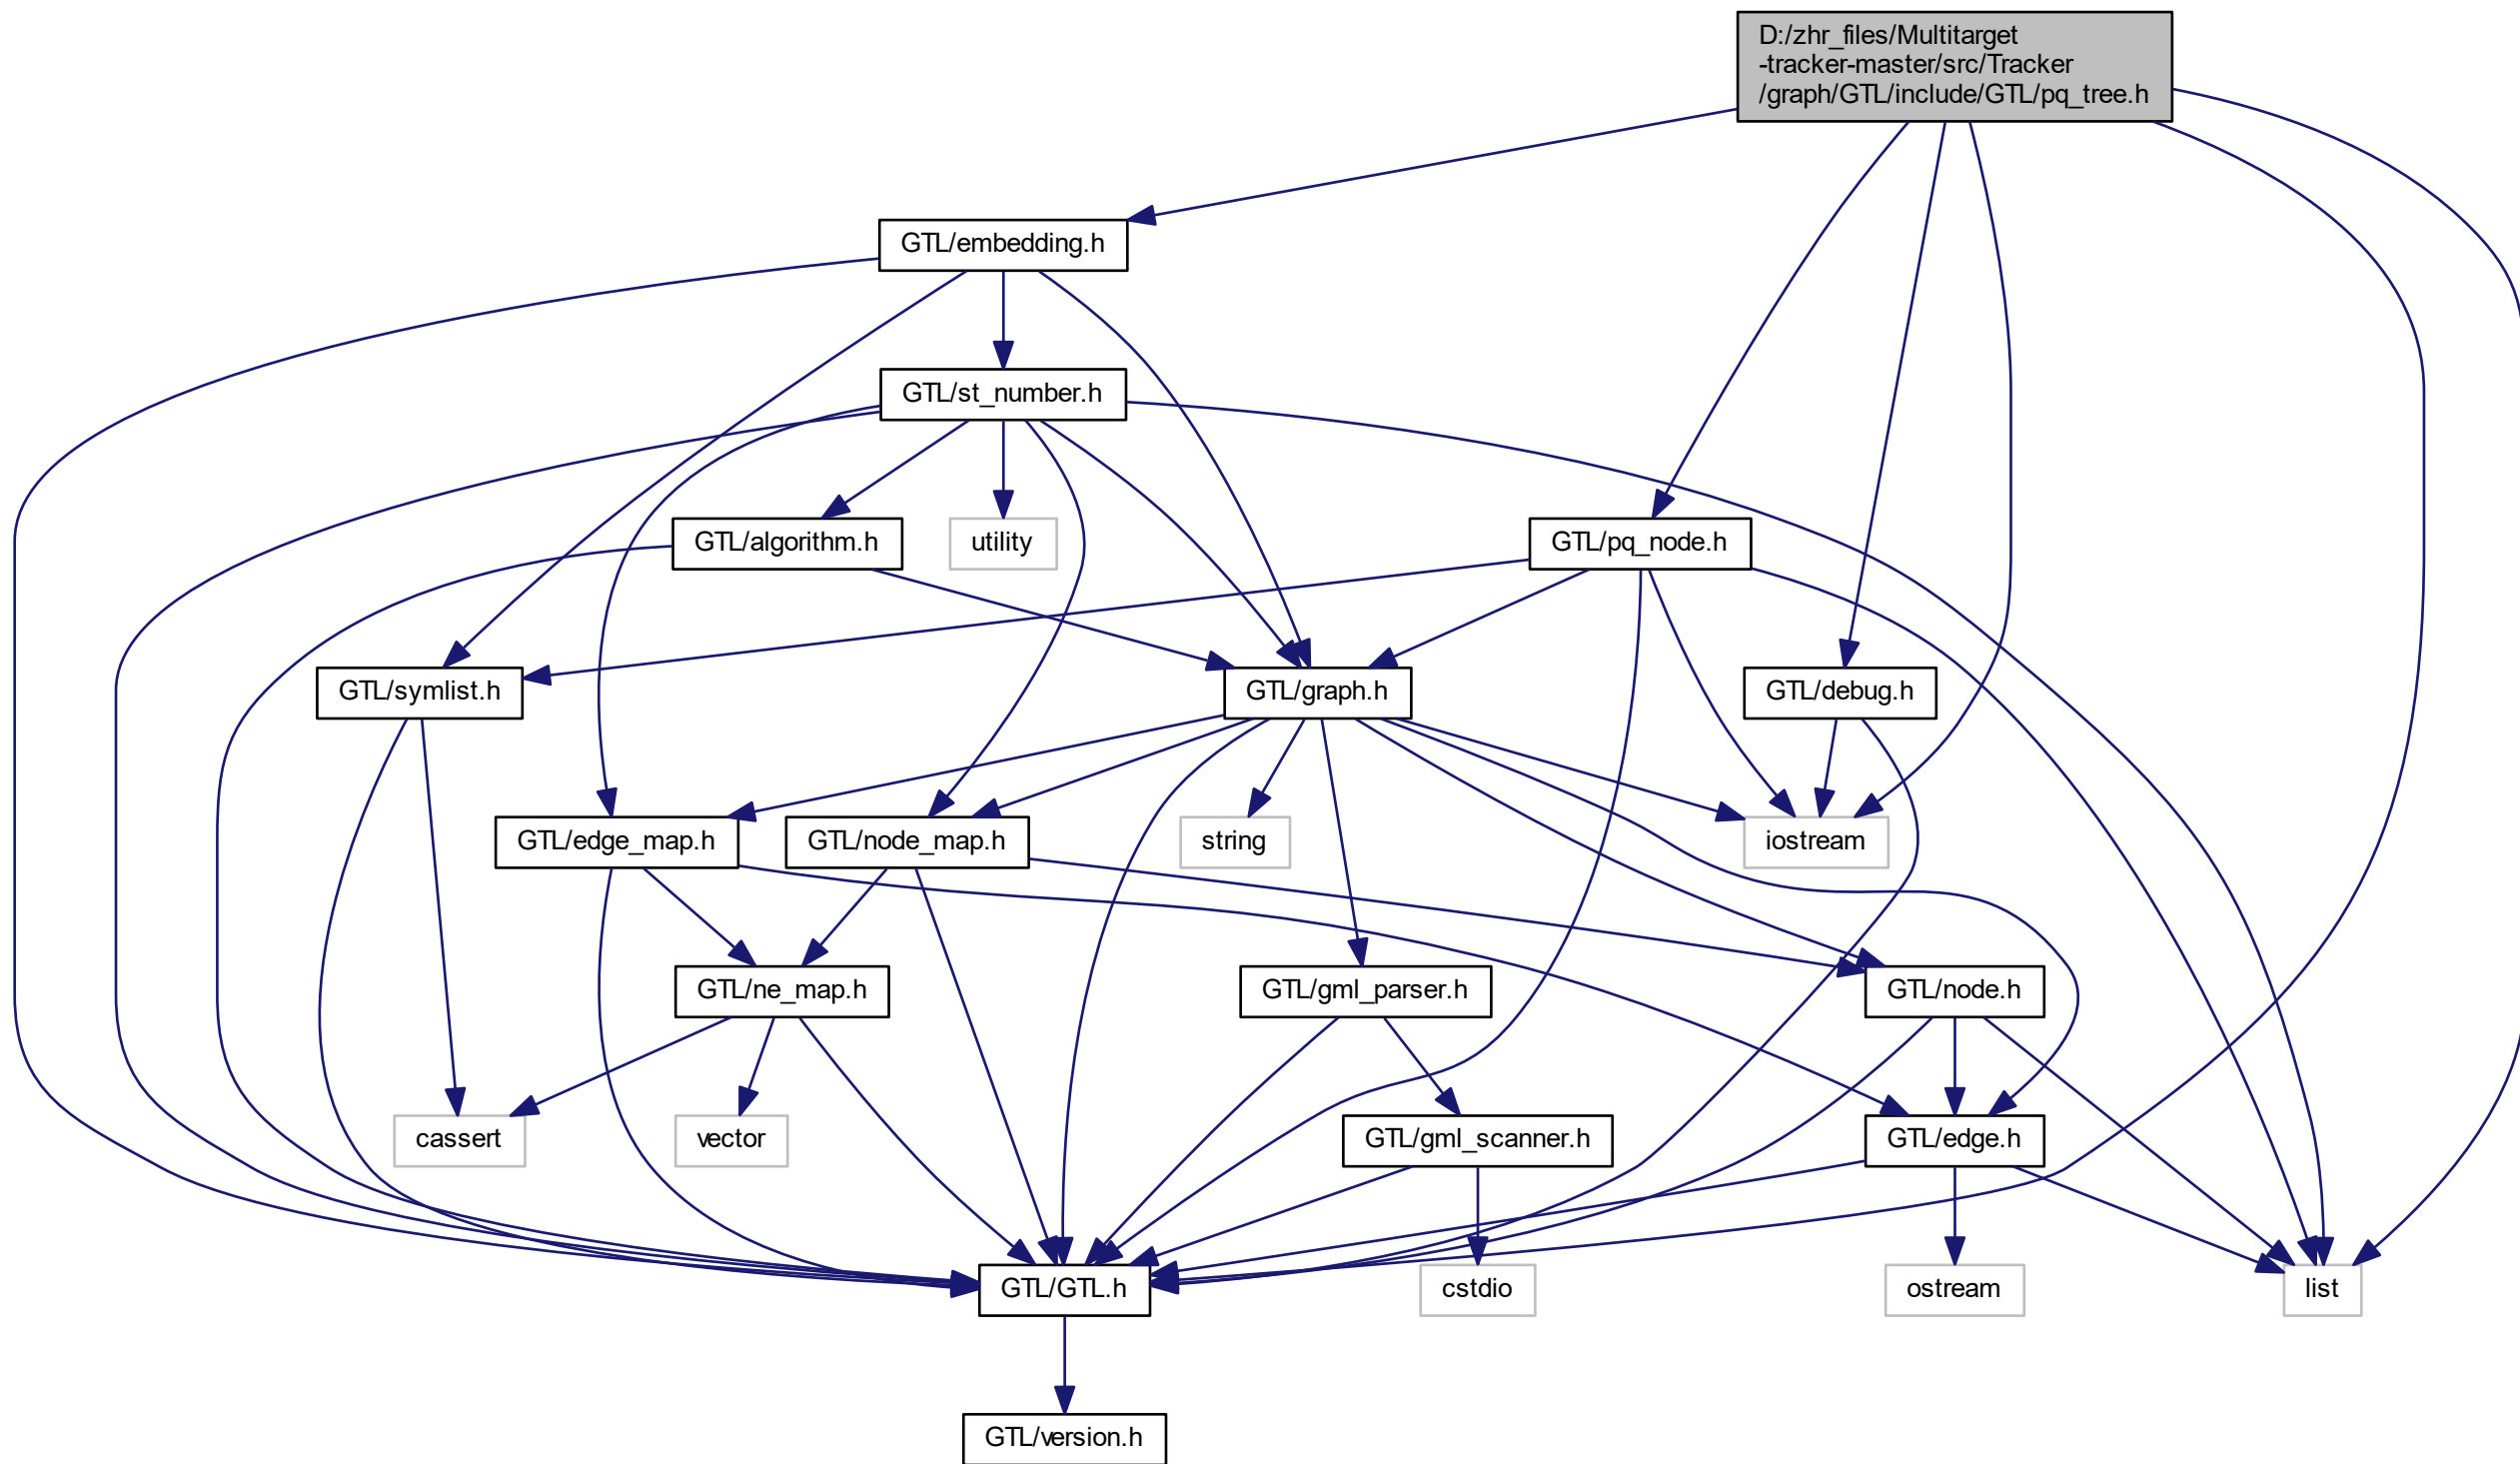 D:/zhr_files/Multitarget
-tracker-master/src/Tracker
/graph/GTL/include/GTL/pq_tree.h
GTL/embedding.h
GTL/st_number.h
GTL/algorithm.h
utility
GTL/pq_node.h
GTL/symlist.h
GTL/graph.h
GTL/debug.h
GTL/edge_map.h
GTL/node_map.h
string
iostream
GTL/ne_map.h
GTL/gml_parser.h
GTL/node.h
cassert
vector
GTL/gml_scanner.h
GTL/edge.h
GTL/GTL.h
cstdio
ostream
list
GTL/version.h